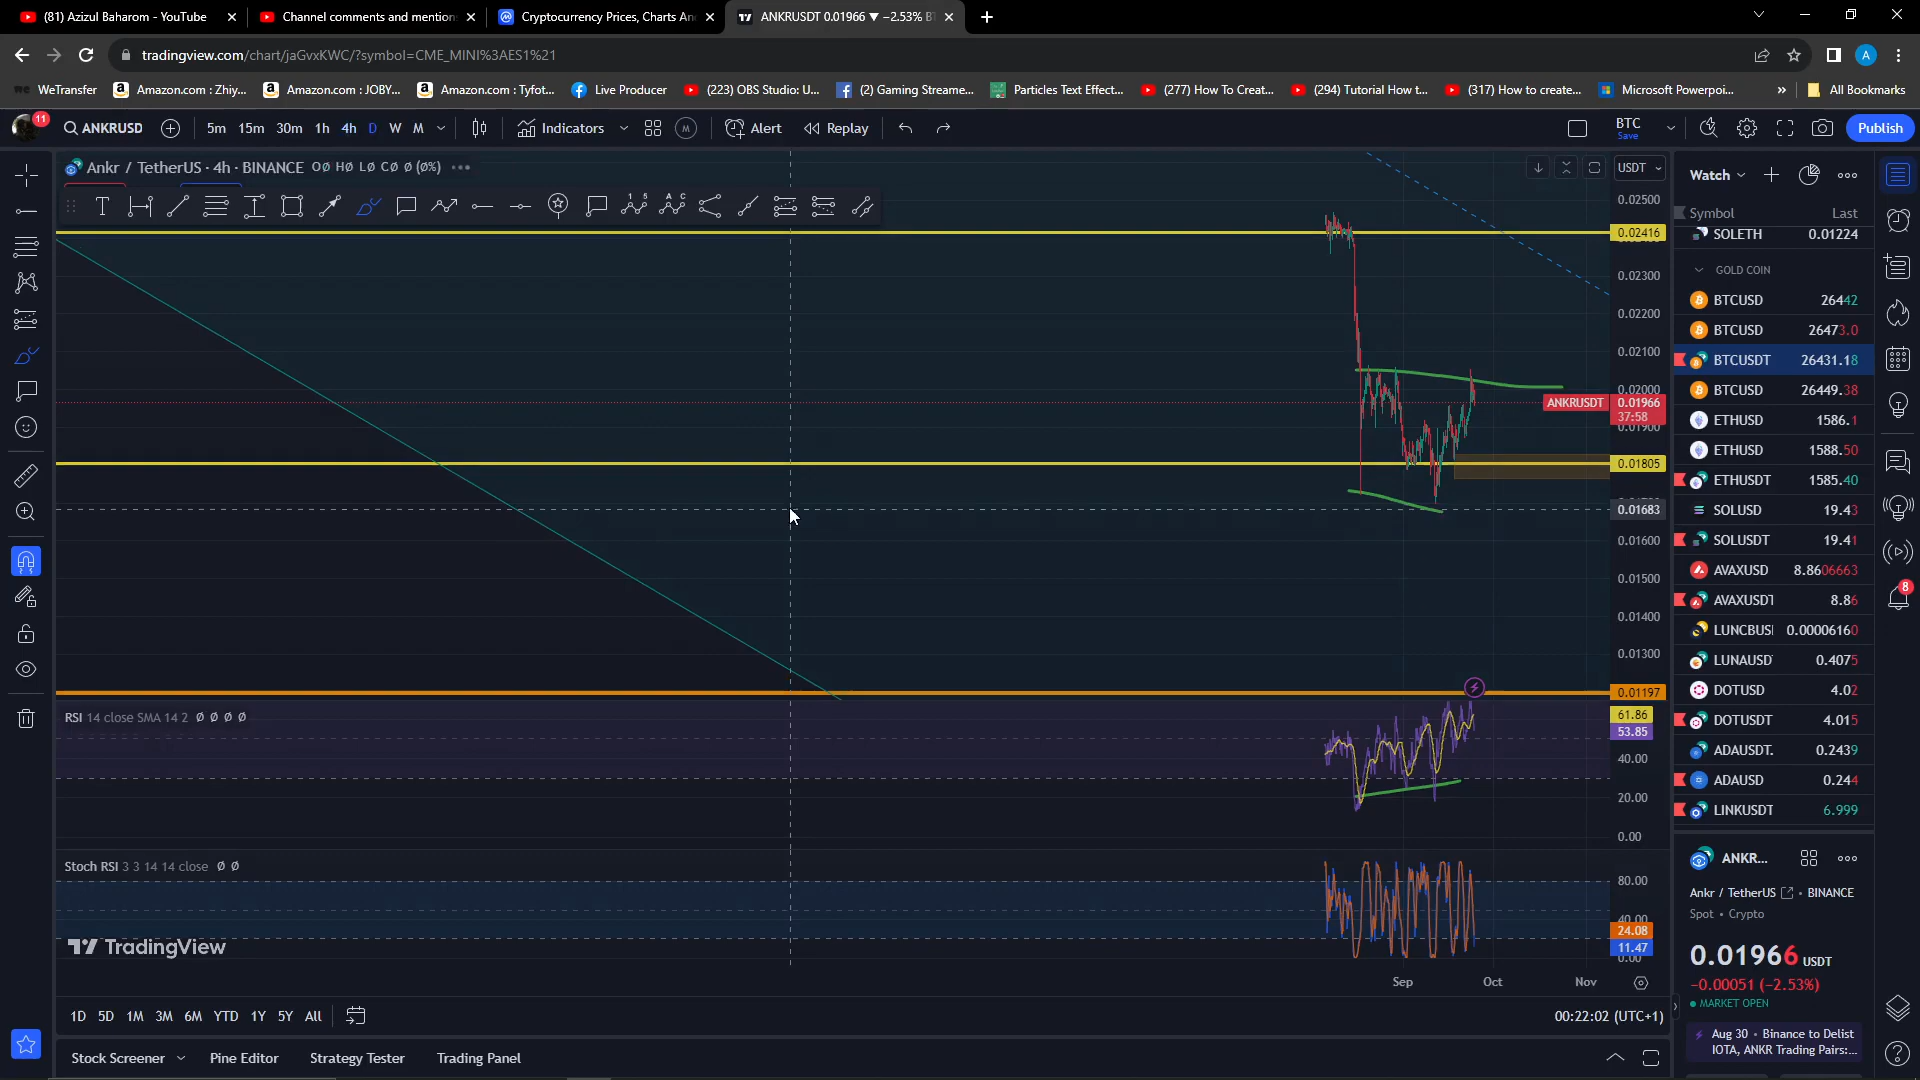 (81) Azizul Baharom - YouTube
Channel comments and mention
Cryptocurrency Prices, Charts An
ANKRUSDT 0.01966 ▼ −2.53% B
tradingview.com/chart/jaGvxKWC/?symbol=CME_MINI%3AES1%21
A
WeTransfer
Amazon.com : Zhiy...
Amazon.com : JOBY...
Amazon.com : Tyfot...
Live Producer
(223) OBS Studio: U...
(2) Gaming Streame...
Particles Text Effect...
(277) How To Creat...
(294) Tutorial How t...
(317) How to create...
Microsoft Powerpoi...
»
All Bookmarks
11
ANKRUSD
5m 15m 30m 1h 4h D W M
Indicators
M
Alert
Replay
BTC
Save
Publish
Ankr / TetherUS · 4h · BINANCE O∅ H∅ L∅ C∅ ∅ (∅%)
USDT
0.02500
0.02416
0.02300
0.02200
0.02100
0.02000
ANKRUSDT
0.01966
37:58
0.01900
0.01805
0.01683
0.01600
0.01500
0.01400
0.01300
0.01197
RSI 14 close SMA 14 2 ∅ ∅ ∅ ∅
61.86
53.85
40.00
20.00
0.00
Stoch RSI 3 3 14 14 close ∅ ∅
80.00
40.00
24.08
11.47
0.00
TradingView
Sep
Oct
Nov
1D 5D 1M 3M 6M YTD 1Y 5Y All
00:22:02 (UTC+1)
Stock Screener
Pine Editor
Strategy Tester
Trading Panel
Watch
Symbol
Last
SOLETH 0.01224
GOLD COIN
BTCUSD 26442
BTCUSD 26473.0
BTCUSDT 26431.18
BTCUSD 26449.38
ETHUSD 1586.1
ETHUSD 1588.50
ETHUSDT 1585.40
SOLUSD 19.43
SOLUSDT 19.41
AVAXUSD 8.8606663
AVAXUSDT 8.86
LUNCBUSI 0.00006160
LUNAUSD 0.4075
DOTUSD 4.02
DOTUSDT 4.015
ADAUSDT. 0.2439
ADAUSD 0.244
LINKUSDT 6.999
ANKR...
Ankr / TetherUS • BINANCE
Spot • Crypto
0.01966 USDT
−0.00051 (−2.53%)
MARKET OPEN
Aug 30 • Binance to Delist
IOTA, ANKR Trading Pairs:...
8